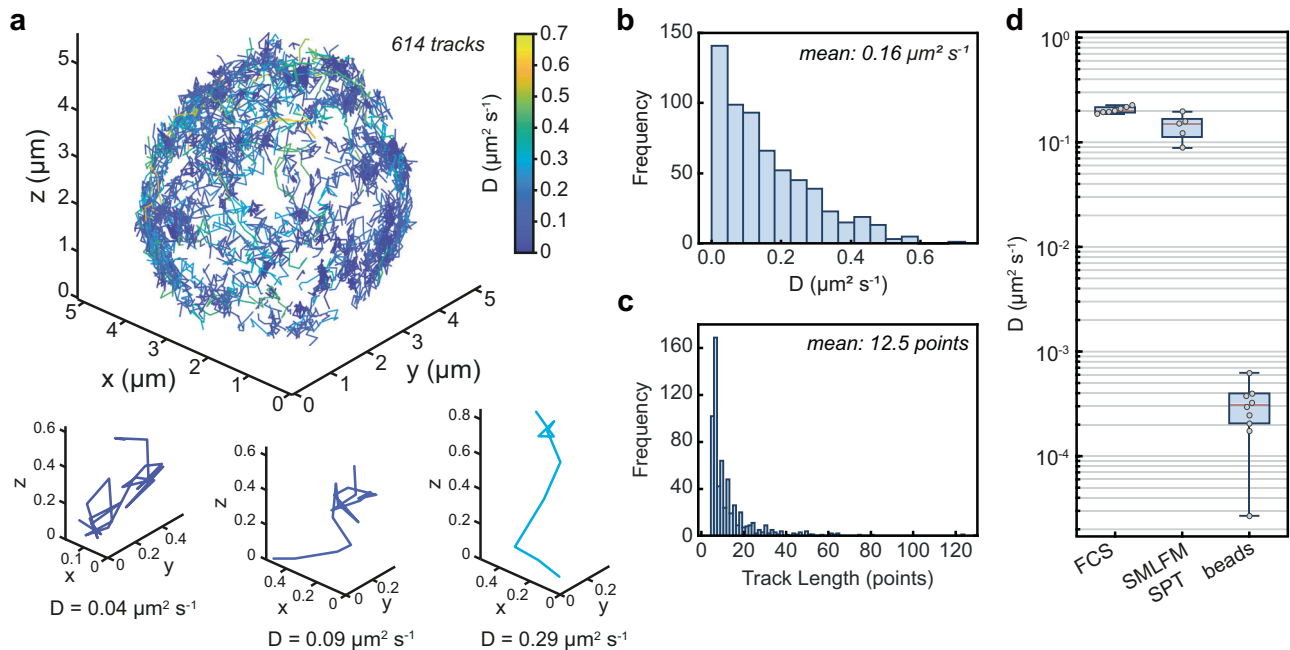 a
614 tracks
D (µm² s⁻¹)
0.7
0.6
0.5
0.4
0.3
0.2
0.1
0
z (µm)
5
4
3
2
1
0
x (µm)
5
4
3
2
1
0
y (µm)
0
1
2
3
4
5
z
0.6
0.4
0.2
0
x
0.1
0
y
0
0.2
0.4
D = 0.04 µm² s⁻¹
z
0.6
0.4
0.2
0
x
0.4
0.2
0
y
0
0.2
D = 0.09 µm² s⁻¹
z
0.8
0.6
0.4
0.2
0
x
0.4
0.2
0
y
0
0.2
D = 0.29 µm² s⁻¹
b
mean: 0.16 µm² s⁻¹
Frequency
150
100
50
0
0.0 0.2 0.4 0.6
D (µm² s⁻¹)
c
mean: 12.5 points
Frequency
160
120
80
40
0
0 20 40 60 80 100 120
Track Length (points)
d
D (µm² s⁻¹)
10⁰
10⁻¹
10⁻²
10⁻³
10⁻⁴
FCS
SMLFM
SPT
beads